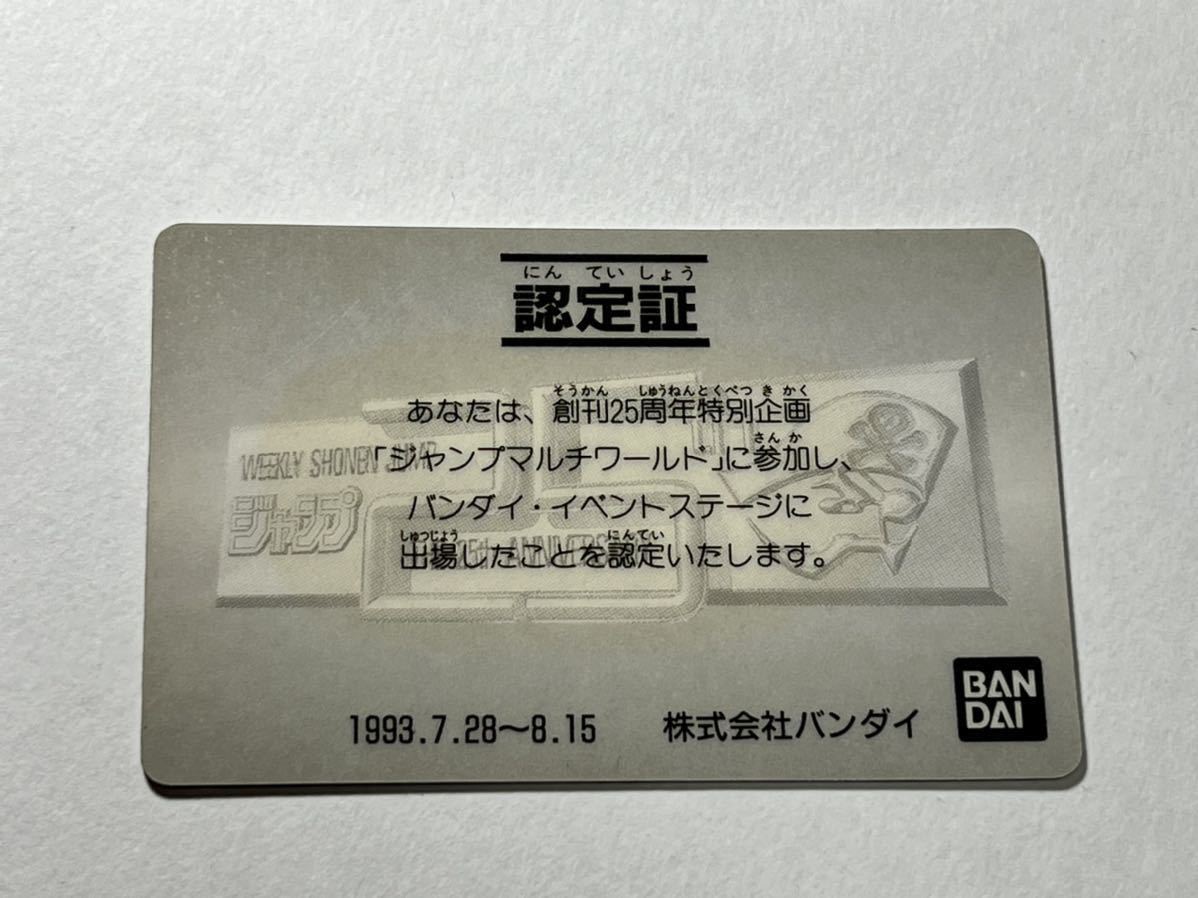 にん てい しょう
認定証
そうかん しゅうねんとくべつ き かく
あなたは、創刊25周年特別企画
さん か
「ジャンプマルチワールド」に参加し、
バンダイ・イベントステージに
しゅつじょう にんてい
出場したことを認定いたします。
WEEKLY SHONEN JUMP
ジャンプ
25th ANNIVERSARY
1993.7.28〜8.15 株式会社バンダイ
BAN
DAI